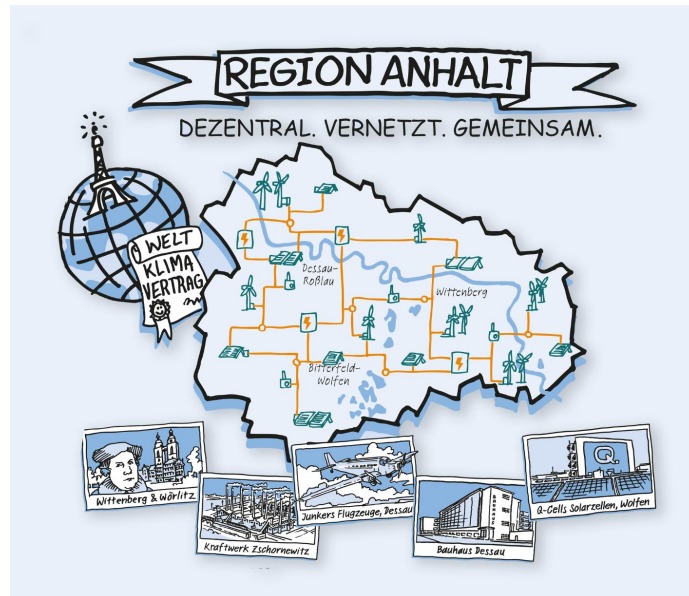 REGION ANHALT
DEZENTRAL. VERNETZT. GEMEINSAM.
WELT
KLIMA
VERTRAG
Dessau-
Roßlau
Wittenberg
Bitterfeld-
Wolfen
Wittenberg & Wörlitz
Kraftwerk Zschornewitz
Junkers Flugzeuge, Dessau
BAUHAUS
Bauhaus Dessau
Q
Q-Cells Solarzellen, Wolfen